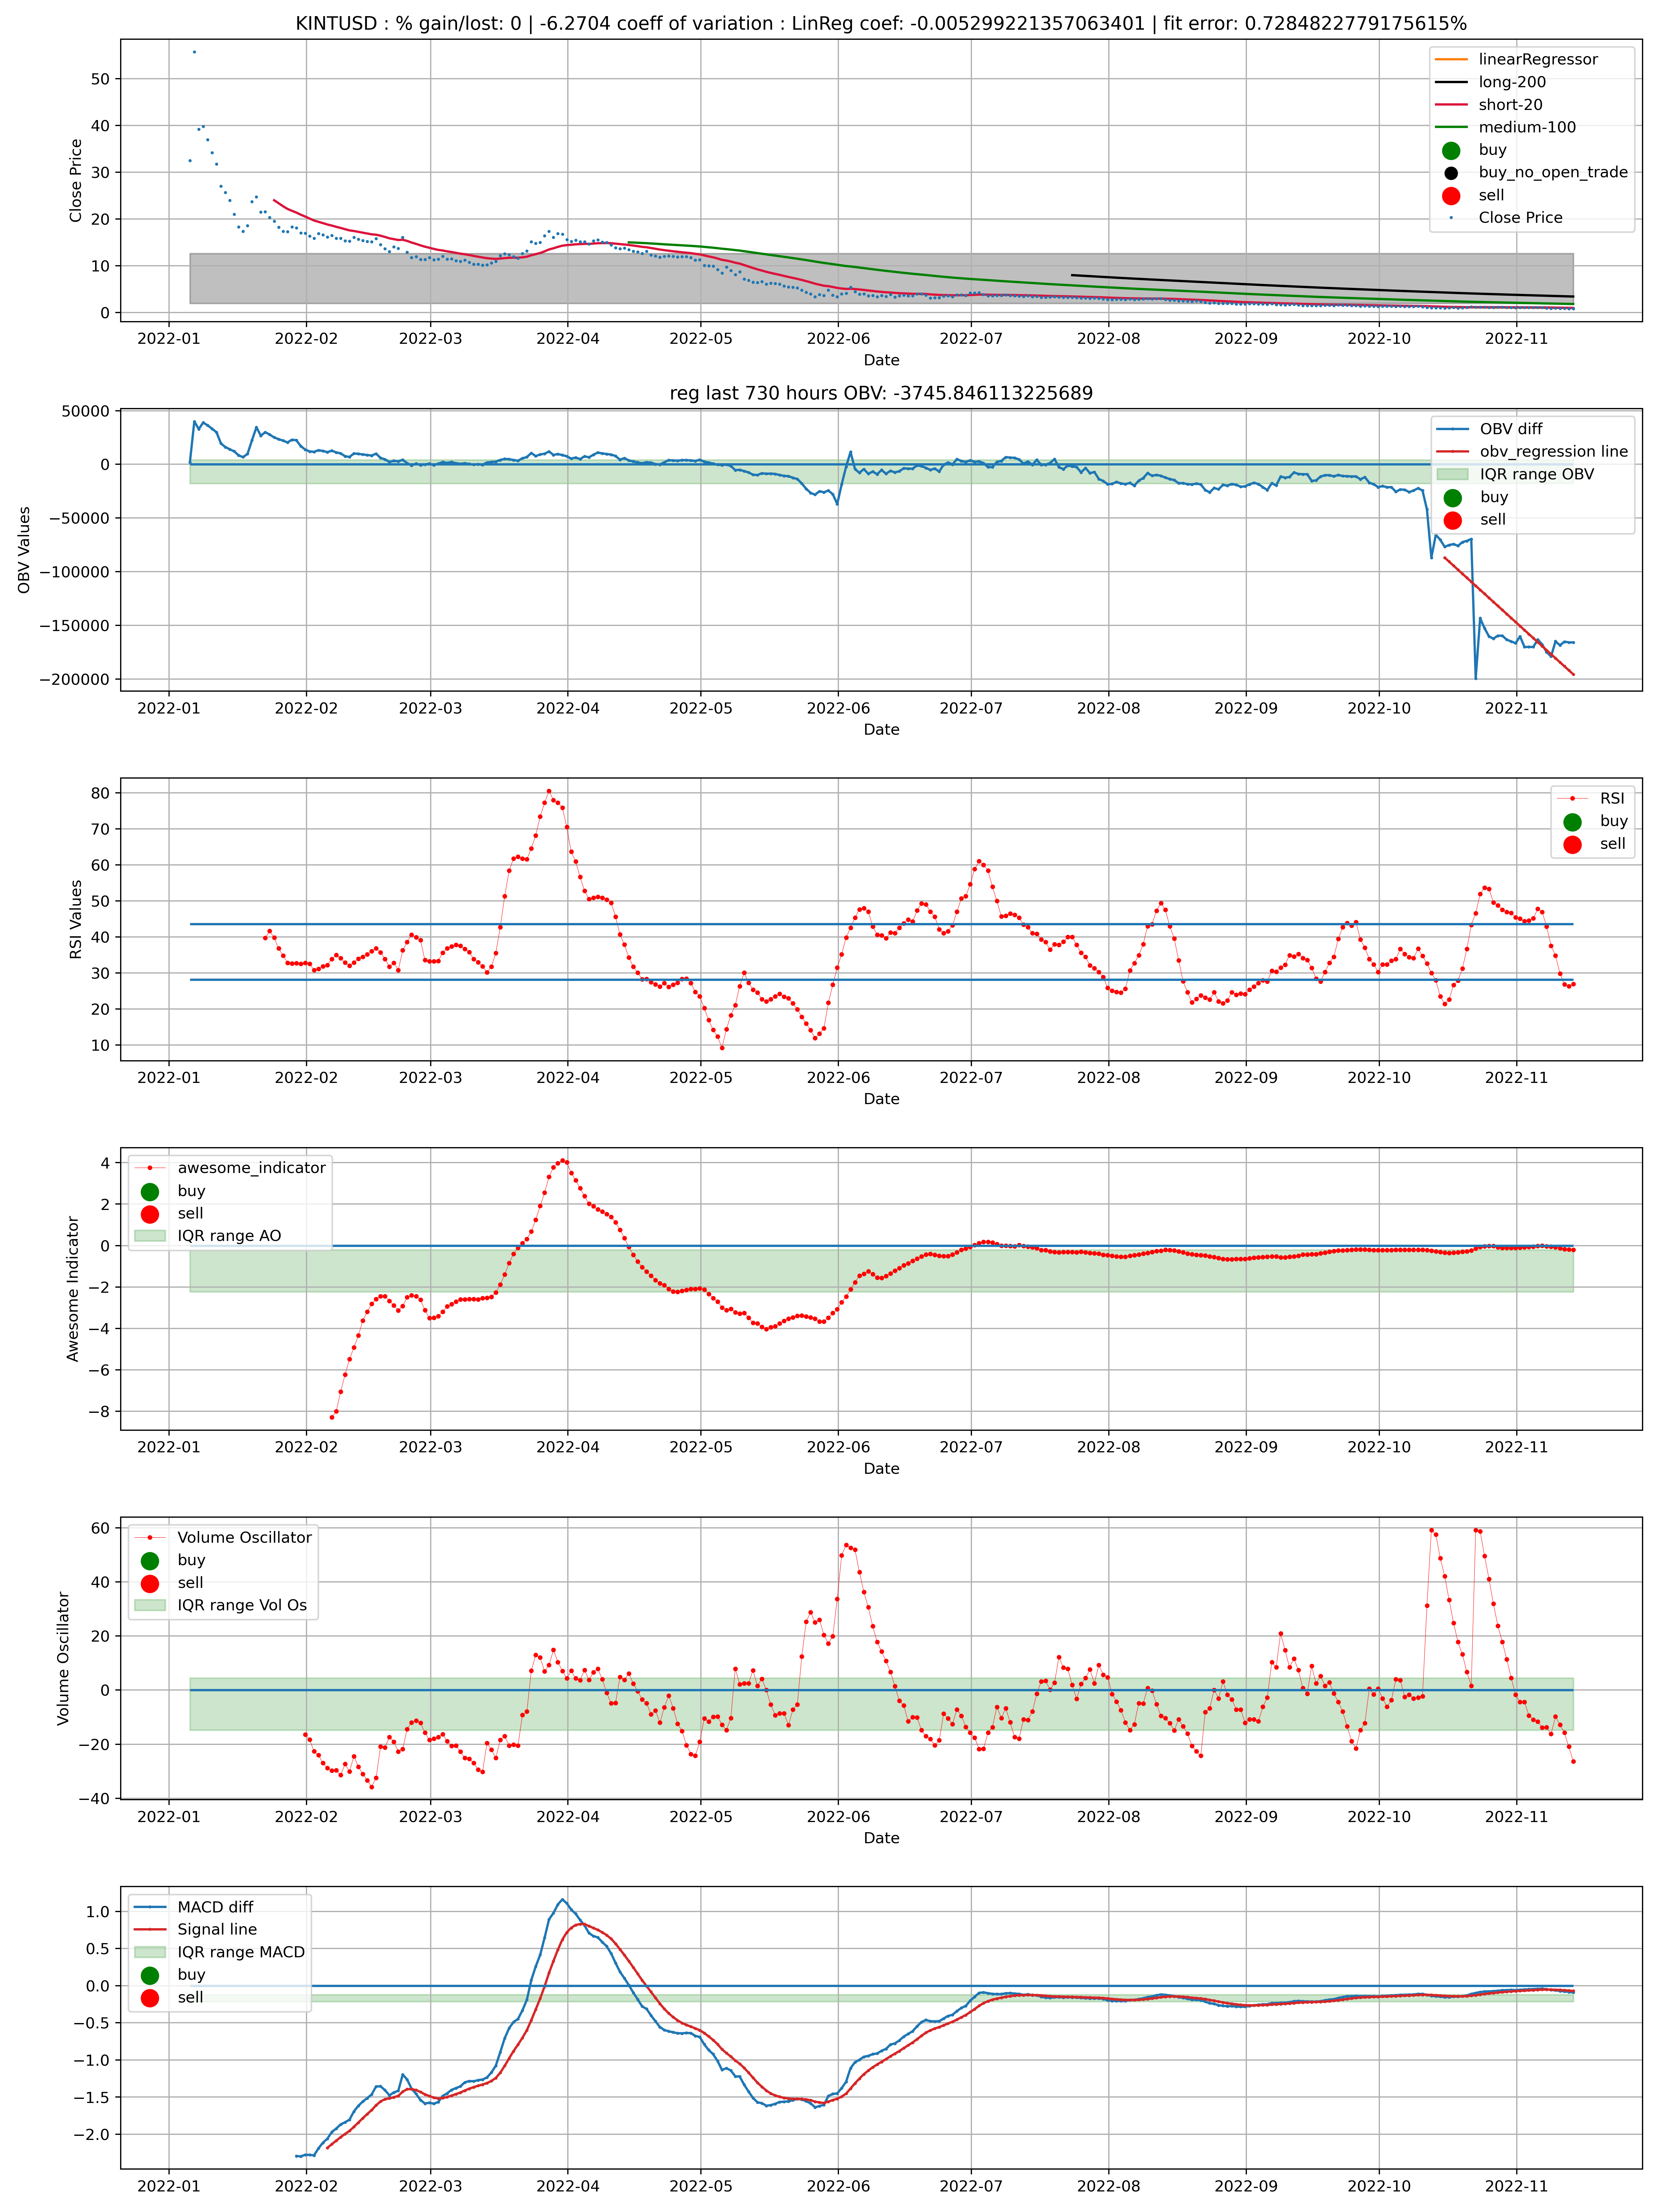 KINTUSD : % gain/lost: 0 | -6.2704 coeff of variation : LinReg coef: -0.005299221357063401 | fit error: 0.7284822779175615%
Close Price
50
40
30
20
10
0
linearRegressor
long-200
short-20
medium-100
buy
buy_no_open_trade
sell
Close Price
2022-01 2022-02 2022-03 2022-04 2022-05 2022-06 2022-07 2022-08 2022-09 2022-10 2022-11
Date
reg last 730 hours OBV: -3745.846113225689
OBV Values
50000
0
−50000
−100000
−150000
−200000
OBV diff
obv_regression line
IQR range OBV
buy
sell
2022-01 2022-02 2022-03 2022-04 2022-05 2022-06 2022-07 2022-08 2022-09 2022-10 2022-11
Date
RSI Values
80
70
60
50
40
30
20
10
RSI
buy
sell
2022-01 2022-02 2022-03 2022-04 2022-05 2022-06 2022-07 2022-08 2022-09 2022-10 2022-11
Date
Awesome Indicator
4
2
0
−2
−4
−6
−8
awesome_indicator
buy
sell
IQR range AO
2022-01 2022-02 2022-03 2022-04 2022-05 2022-06 2022-07 2022-08 2022-09 2022-10 2022-11
Date
Volume Oscillator
60
40
20
0
−20
−40
Volume Oscillator
buy
sell
IQR range Vol Os
2022-01 2022-02 2022-03 2022-04 2022-05 2022-06 2022-07 2022-08 2022-09 2022-10 2022-11
Date
1.0
0.5
0.0
−0.5
−1.0
−1.5
−2.0
MACD diff
Signal line
IQR range MACD
buy
sell
2022-01 2022-02 2022-03 2022-04 2022-05 2022-06 2022-07 2022-08 2022-09 2022-10 2022-11